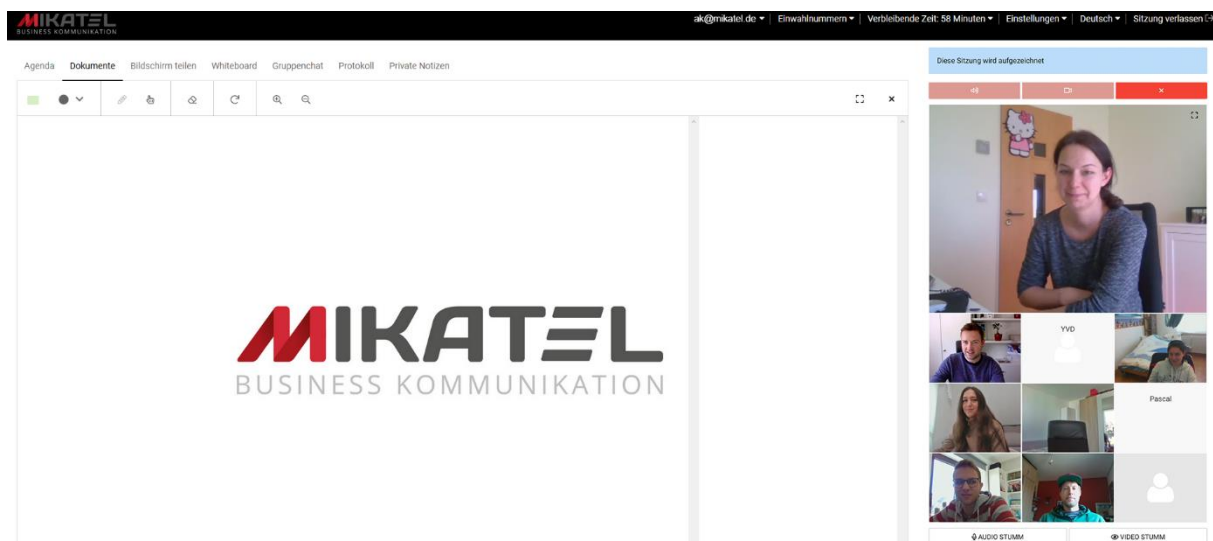 MIKATEL
BUSINESS KOMMUNIKATION
ak@mikatel.de Einwahlnummern Verbleibende Zeit: 58 Minuten Einstellungen Deutsch Sitzung verlassen
Agenda Dokumente Bildschirm teilen Whiteboard Gruppenchat Protokoll Private Notizen
Diese Sitzung wird aufgezeichnet
MIKATEL
BUSINESS KOMMUNIKATION
YVD
Pascal
AUDIO STUMM VIDEO STUMM